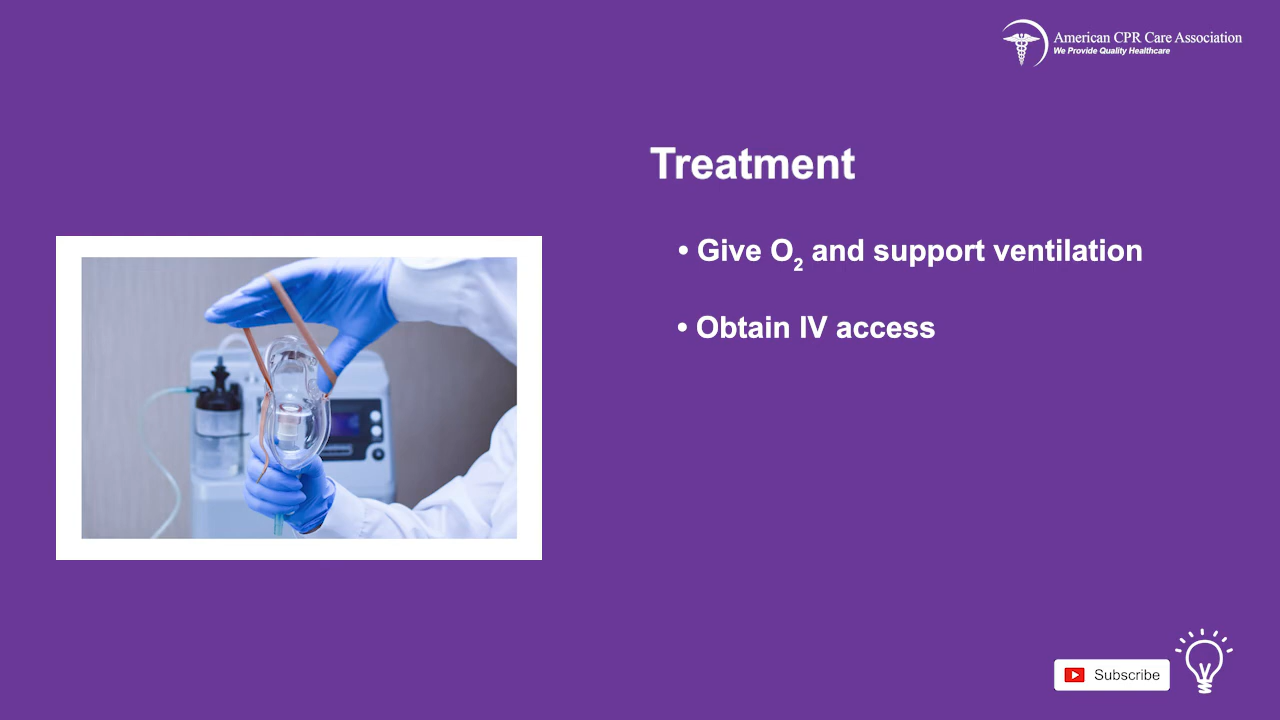 American CPR Care Association
We Provide Quality Healthcare
Treatment
• Give O₂ and support ventilation
• Obtain IV access
Subscribe